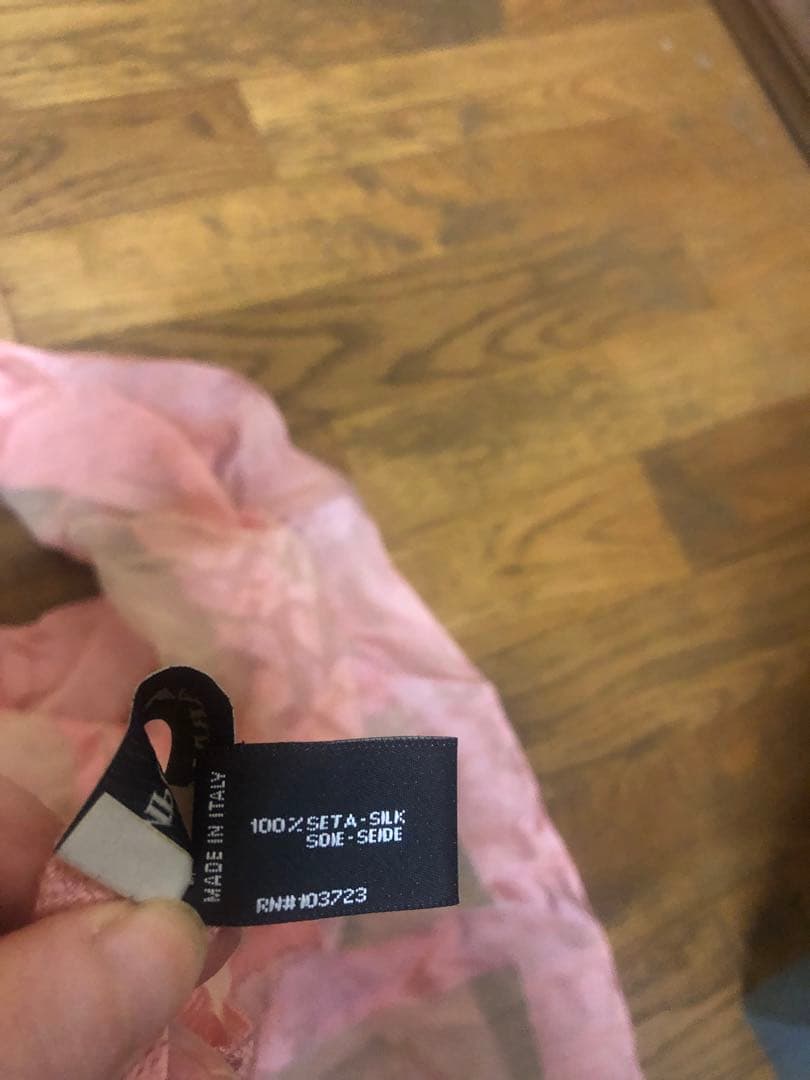 MADE IN ITALY
100% SETA-SILK
SOIE-SEIDE
RN#103723